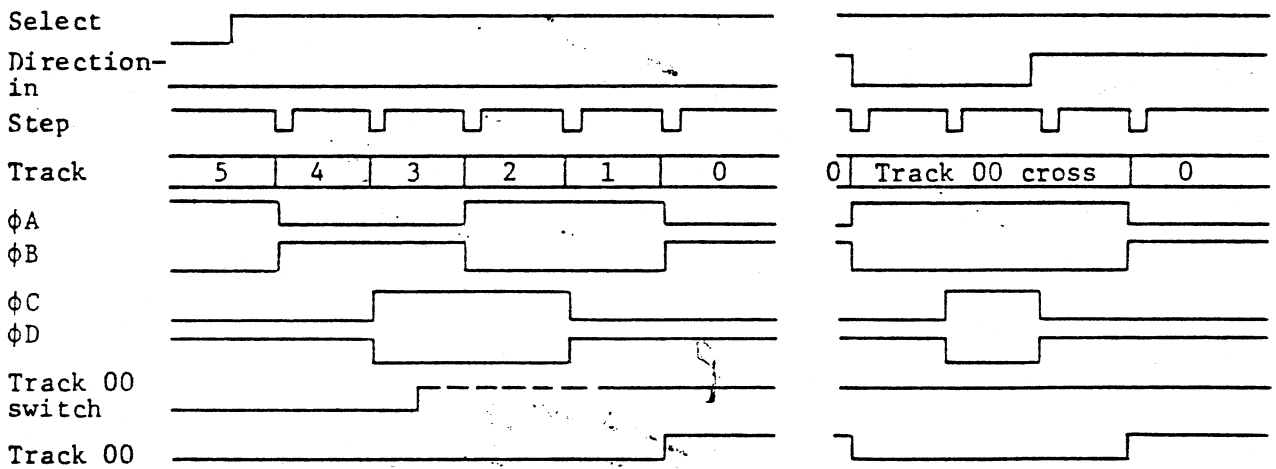 Select
Direction-
in
Step
Track 5 4 3 2 1 0 0 Track 00 cross 0
φA
φB
φC
φD
Track 00
switch
Track 00